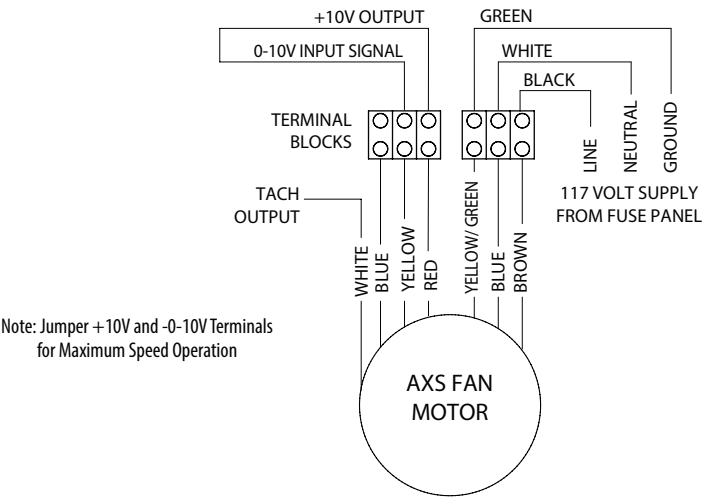 +10V OUTPUT
GREEN
0-10V INPUT SIGNAL
WHITE
BLACK
TERMINAL
BLOCKS
LINE
NEUTRAL
GROUND
117 VOLT SUPPLY
FROM FUSE PANEL
TACH
OUTPUT
WHITE
BLUE
YELLOW
RED
YELLOW/ GREEN
BLUE
BROWN
Note: Jumper +10V and -0-10V Terminals
for Maximum Speed Operation
AXS FAN
MOTOR